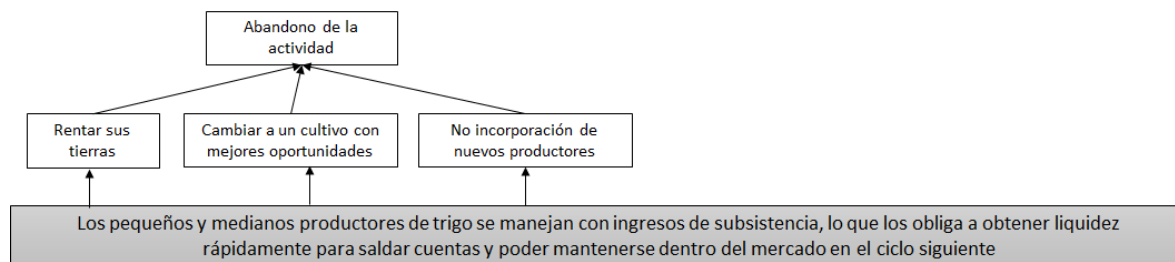 Abandono de la
actividad
Rentar sus
tierras
Cambiar a un cultivo con
mejores oportunidades
No incorporación de
nuevos productores
Los pequeños y medianos productores de trigo se manejan con ingresos de subsistencia, lo que los obliga a obtener liquidez
rápidamente para saldar cuentas y poder mantenerse dentro del mercado en el ciclo siguiente